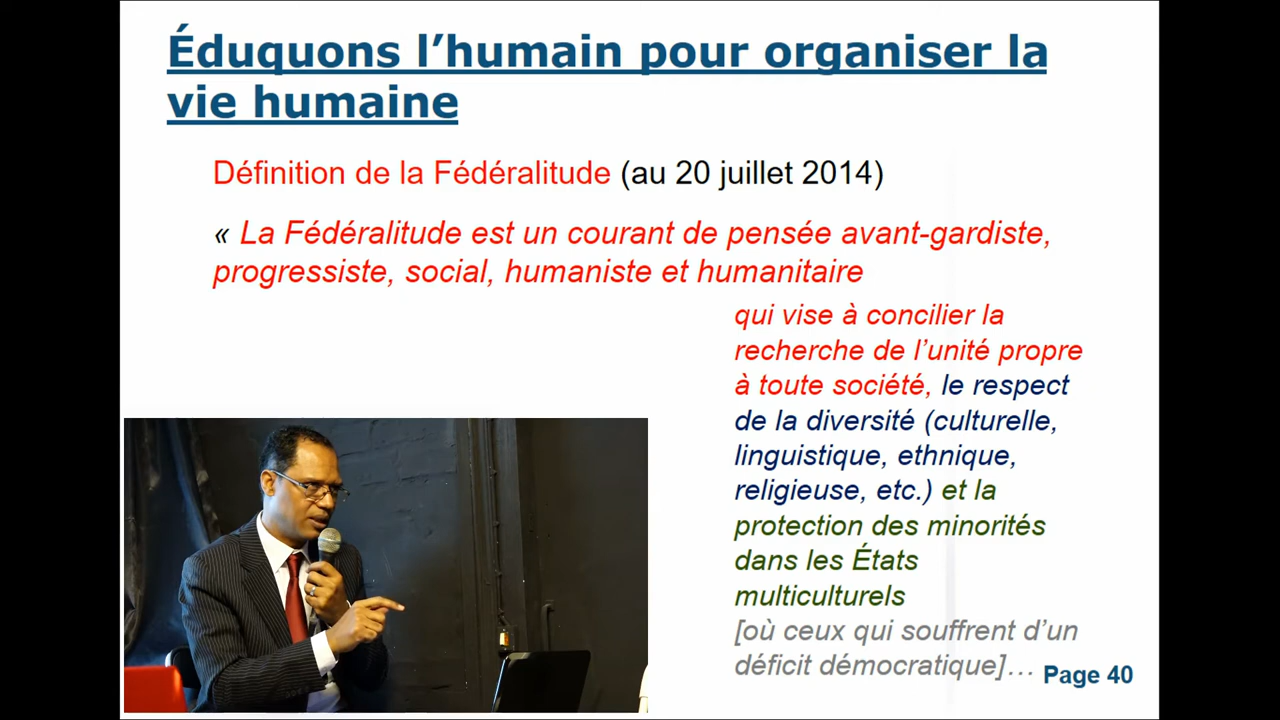 Éduquons l’humain pour organiser la
vie humaine
Définition de la Fédéralitude (au 20 juillet 2014)
« La Fédéralitude est un courant de pensée avant-gardiste,
progressiste, social, humaniste et humanitaire
qui vise à concilier la
recherche de l’unité propre
à toute société, le respect
de la diversité (culturelle,
linguistique, ethnique,
religieuse, etc.) et la
protection des minorités
dans les États
multiculturels
[où ceux qui souffrent d’un
déficit démocratique]…
Page 40